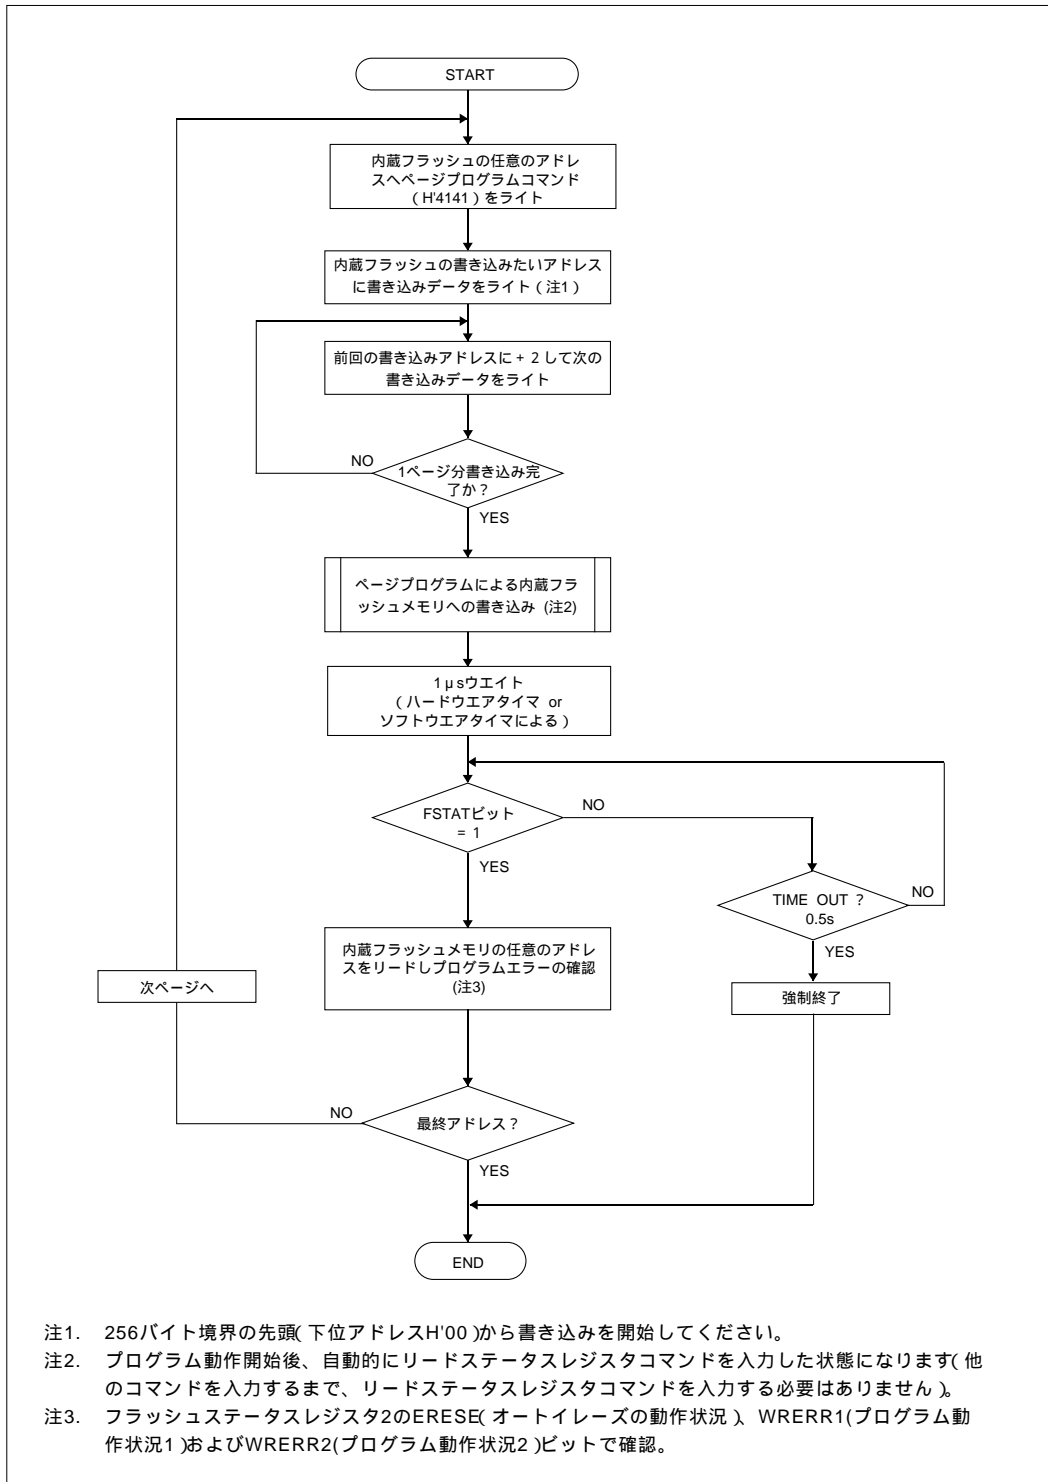 START
内蔵フラッシュの任意のアドレ
スへページプログラムコマンド
（H'4141）をライト
内蔵フラッシュの書き込みたいアドレス
に書き込みデータをライト（注1）
前回の書き込みアドレスに＋2して次の
書き込みデータをライト
NO
1ページ分書き込み完
了か？
YES
ページプログラムによる内蔵フラ
ッシュメモリへの書き込み (注2)
1μsウエイト
（ハードウエアタイマ or
ソフトウエアタイマによる）
FSTATビット
= 1
NO
YES
TIME OUT ？
0.5s
NO
YES
内蔵フラッシュメモリの任意のアドレ
スをリードしプログラムエラーの確認
(注3)
次ページへ
強制終了
NO
最終アドレス？
YES
END
注1. 256バイト境界の先頭（下位アドレスH'00）から書き込みを開始してください。
注2. プログラム動作開始後、自動的にリードステータスレジスタコマンドを入力した状態になります（他
のコマンドを入力するまで、リードステータスレジスタコマンドを入力する必要はありません）。
注3. フラッシュステータスレジスタ2のERESE（オートイレーズの動作状況）、WRERR1(プログラム動
作状況1)およびWRERR2(プログラム動作状況2)ビットで確認。